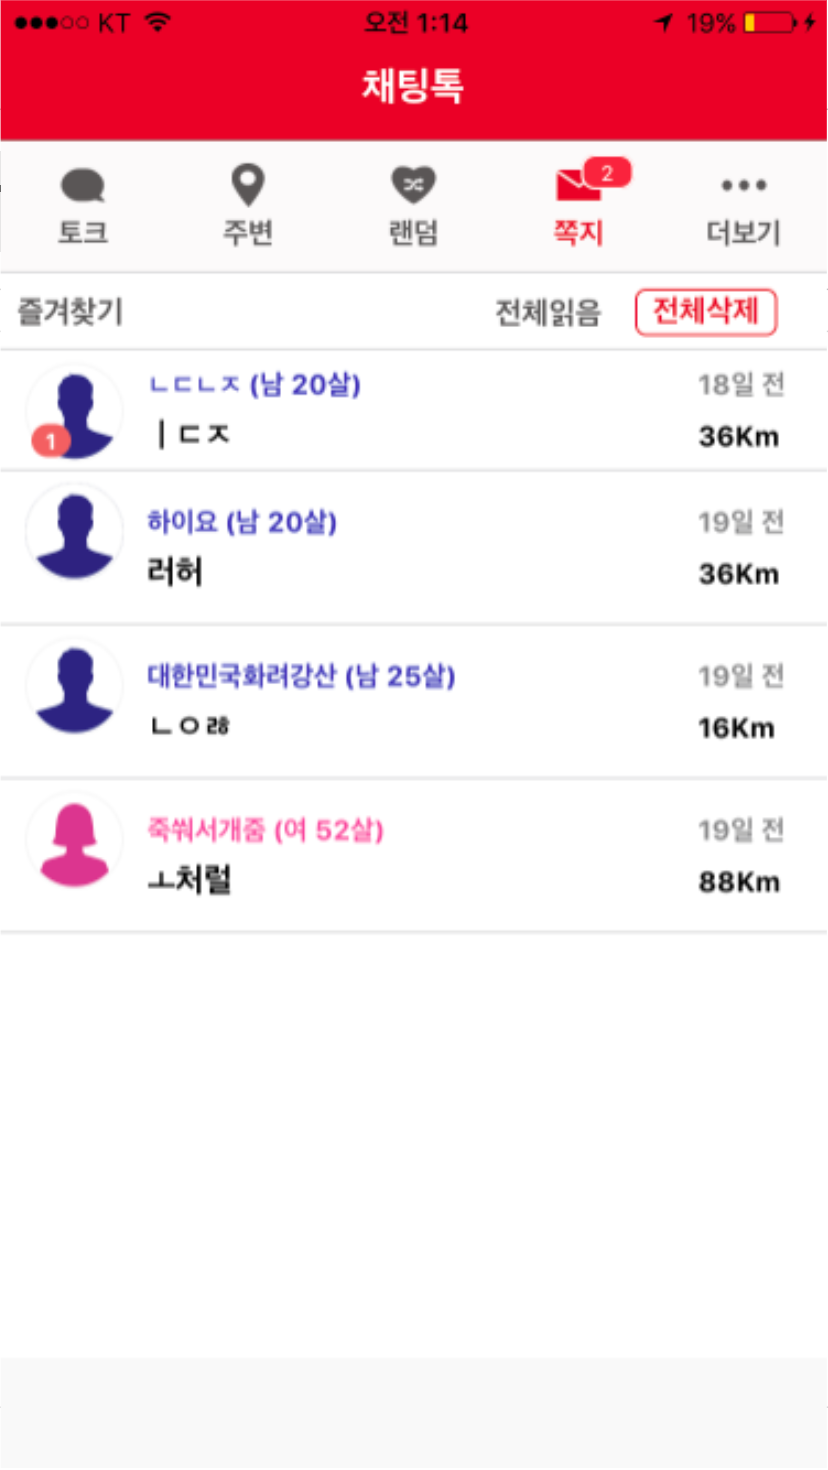 KT 오전 1:14 19%
채팅톡
2
토크 주변 랜덤 쪽지 더보기
즐겨찾기 전체읽음 전체삭제
ㄴㄷㄴㅈ (남 20살) 18일 전
1 ㅣㄷㅈ 36Km
하이요 (남 20살) 19일 전
러허 36Km
대한민국화려강산 (남 25살) 19일 전
ㄴㅇ랴 16Km
죽쒀서개줌 (여 52살) 19일 전
ㅗ처럴 88Km